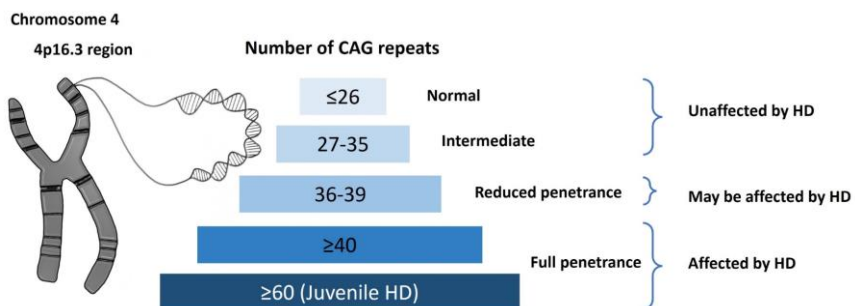 Chromosome 4
4p16.3 region
Number of CAG repeats
≤26
Normal
27-35
Intermediate
Unaffected by HD
36-39
Reduced penetrance
May be affected by HD
≥40
≥60 (Juvenile HD)
Full penetrance
Affected by HD